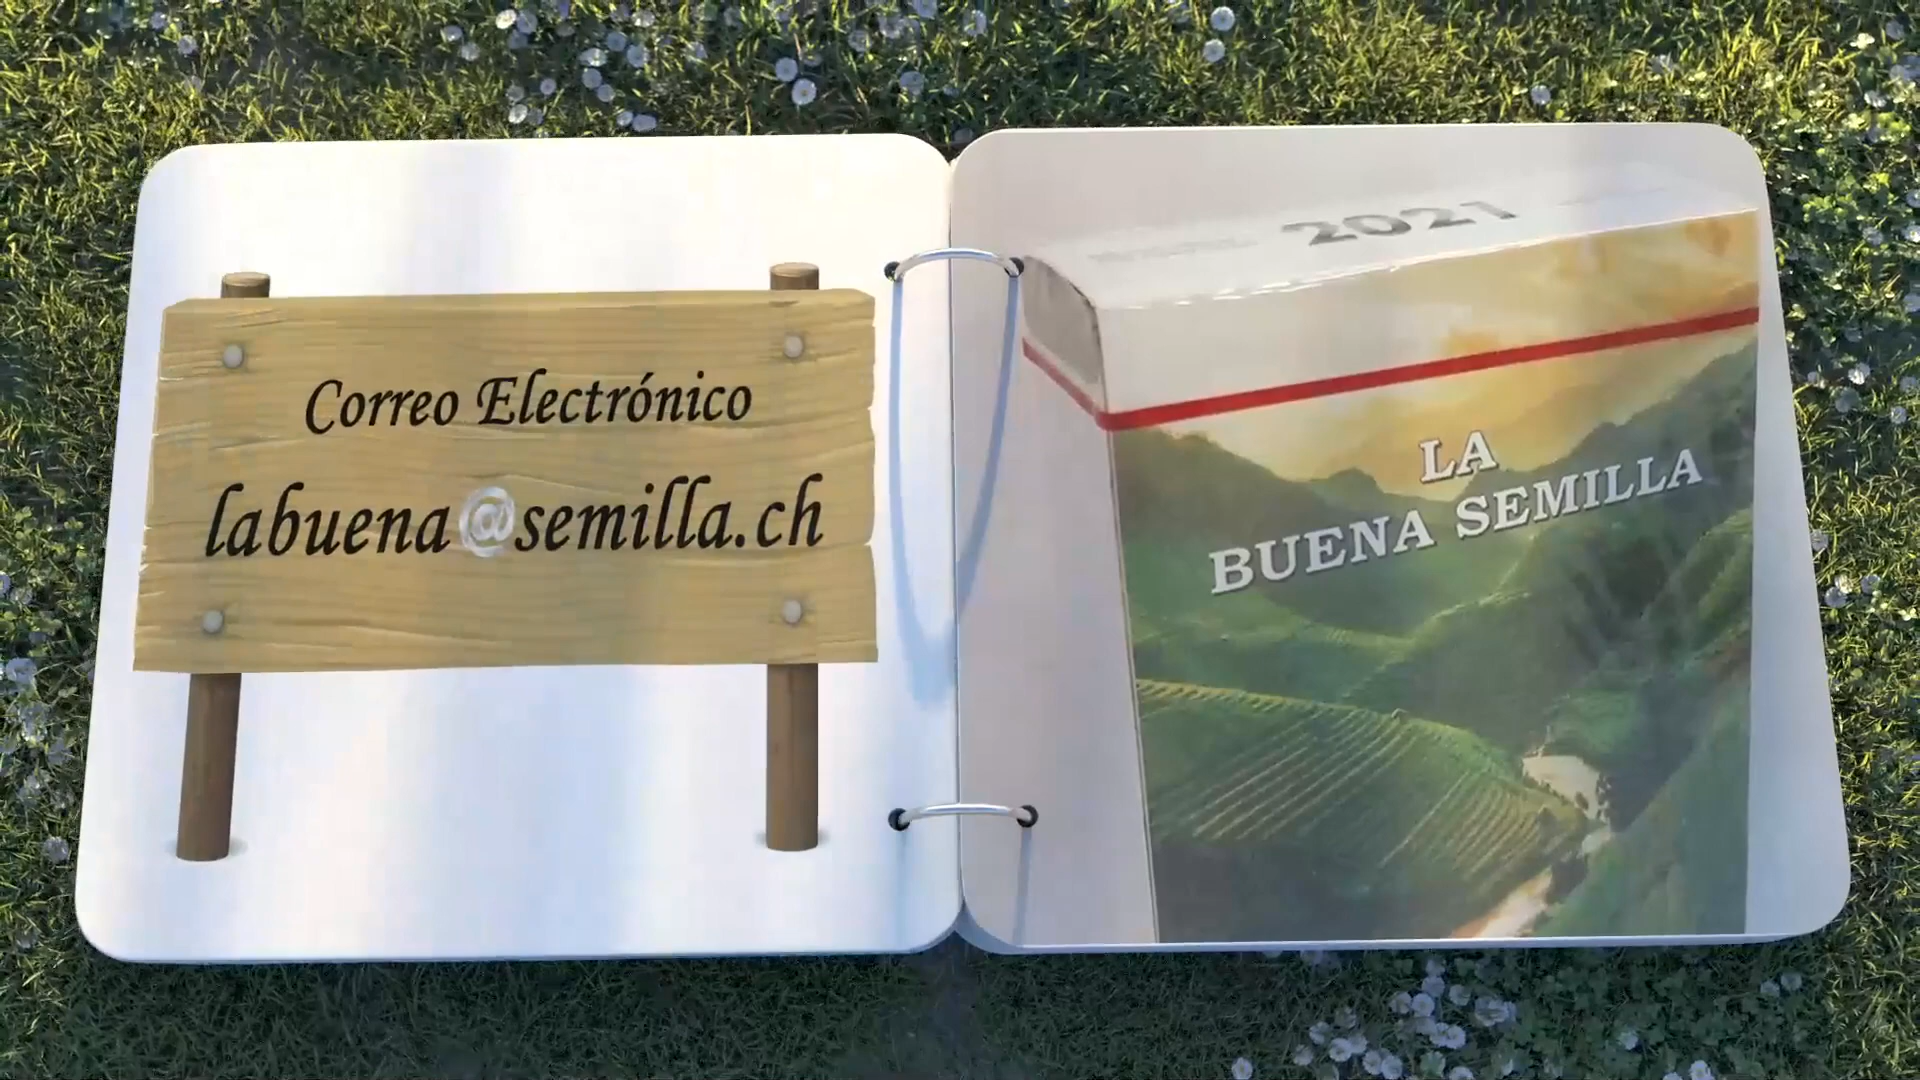 Correo Electrónico
labuena@semilla.ch
2021
LA
BUENA SEMILLA